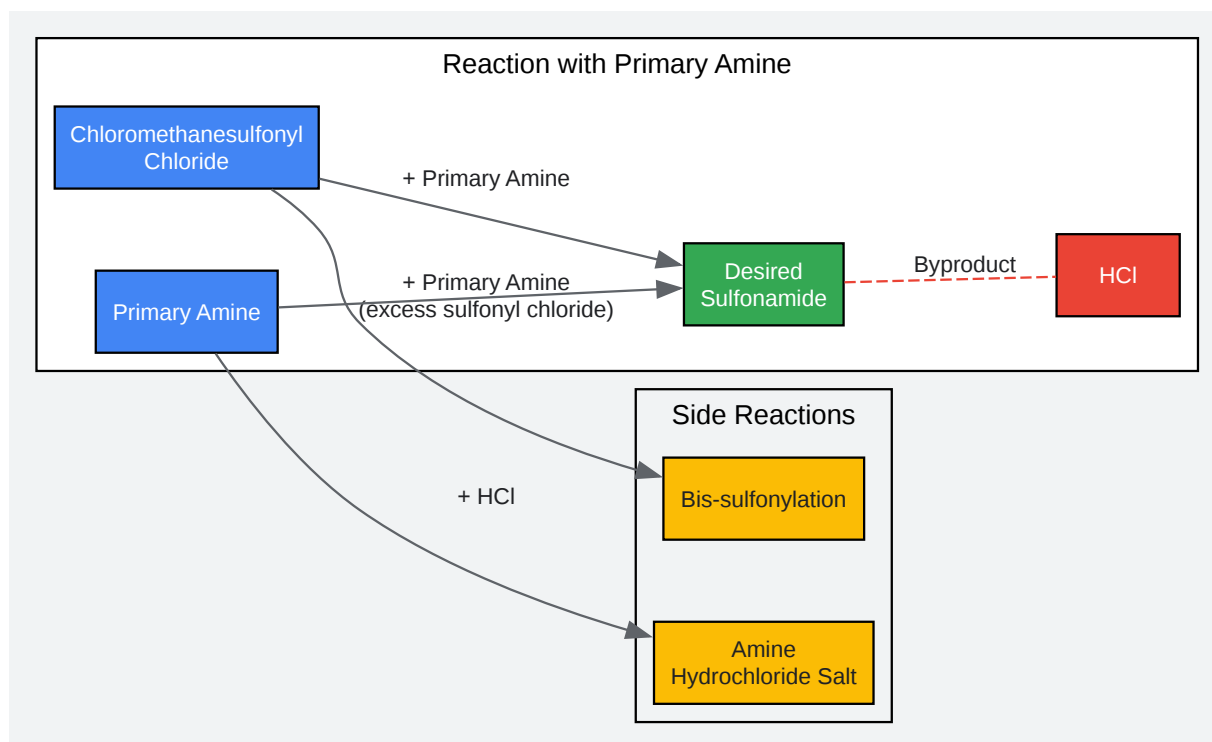 Reaction with Primary Amine
Chloromethanesulfonyl
Chloride
+ Primary Amine
Primary Amine
+ Primary Amine
(excess sulfonyl chloride)
Desired
Sulfonamide
Byproduct
HCl
Side Reactions
Bis-sulfonylation
+ HCl
Amine
Hydrochloride Salt